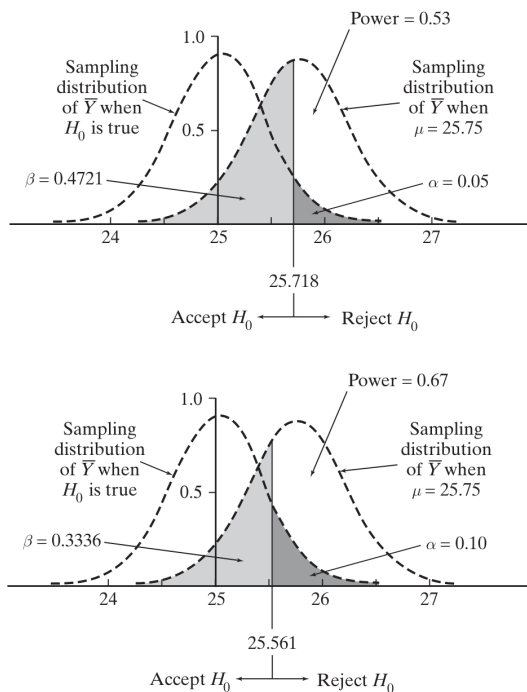 Power = 0.53
1.0
Sampling
distribution
of Y̅ when
H₀ is true
Sampling
distribution
of Y̅ when
μ = 25.75
0.5
β = 0.4721
α = 0.05
24
25
26
27
25.718
Accept H₀
Reject H₀
Power = 0.67
1.0
Sampling
distribution
of Y̅ when
H₀ is true
Sampling
distribution
of Y̅ when
μ = 25.75
0.5
β = 0.3336
α = 0.10
24
25
26
27
25.561
Accept H₀
Reject H₀